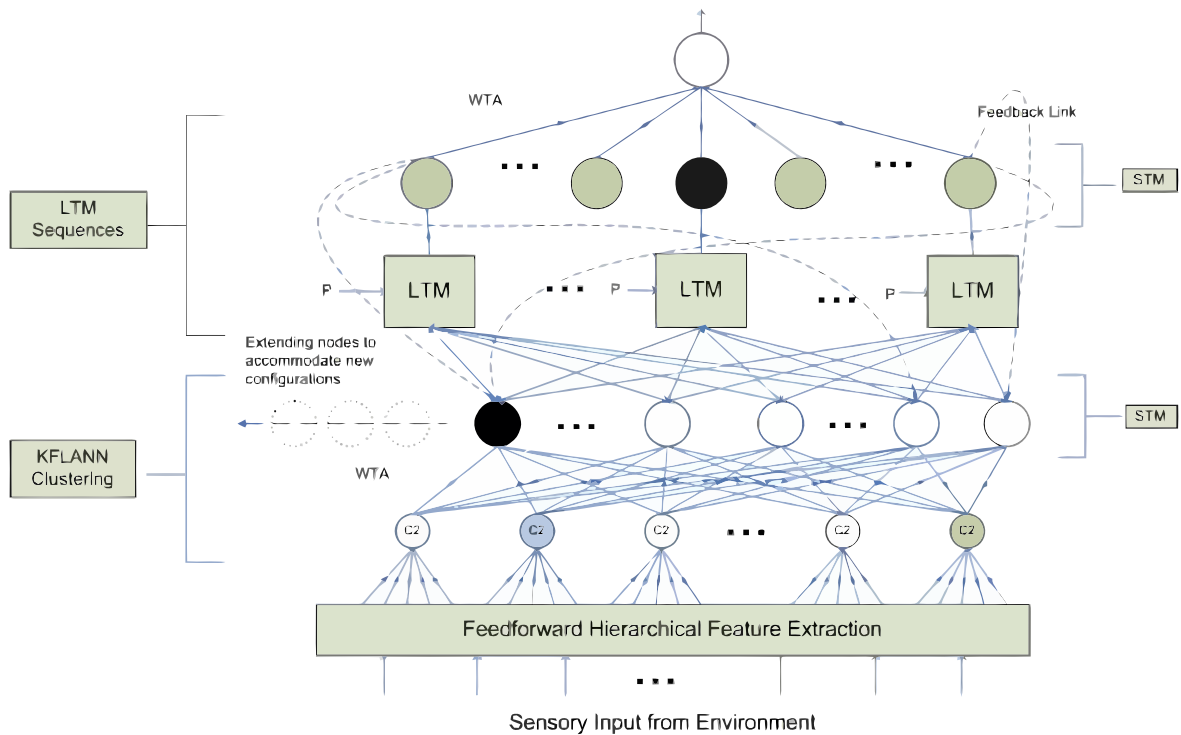 WTA
Feedback Link
STM
LTM
Sequences
P
LTM
P
LTM
P
LTM
Extending nodes to
accommodate new
configurations
STM
KFLANN
Clustering
WTA
C2
C2
C2
C2
C2
Feedforward Hierarchical Feature Extraction
Sensory Input from Environment